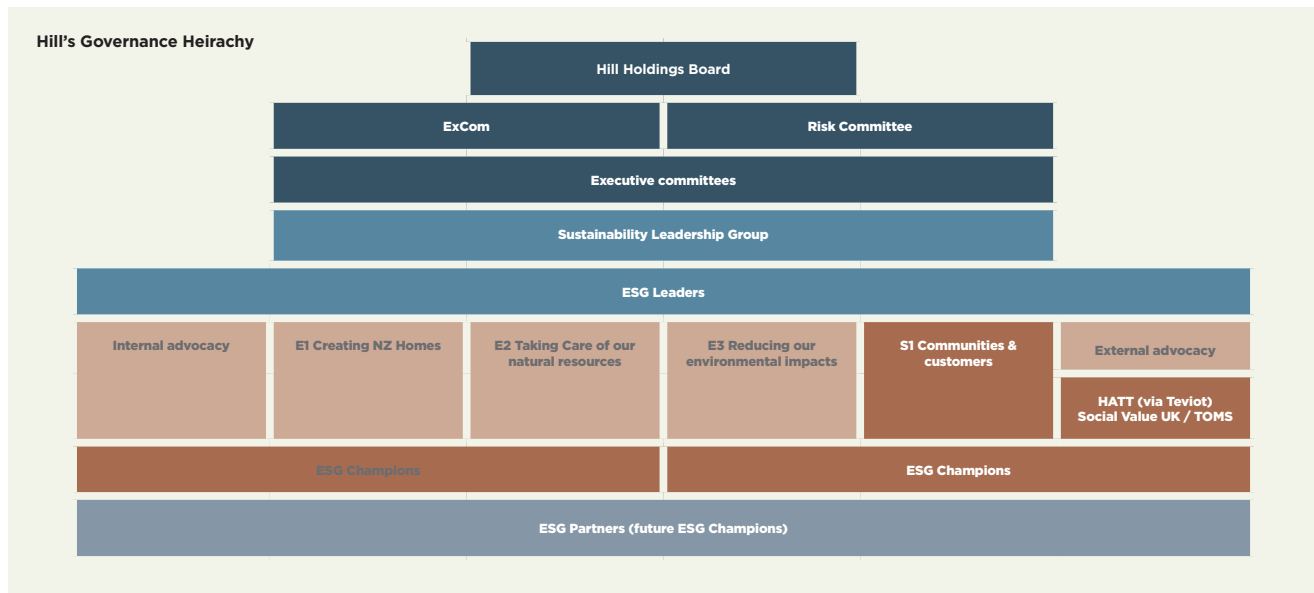 Hill's Governance Heirachy
Hill Holdings Board
ExCom
Risk Committee
Executive committees
Sustainability Leadership Group
ESG Leaders
Internal advocacy
E1 Creating NZ Homes
E2 Taking Care of our
natural resources
E3 Reducing our
environmental impacts
S1 Communities &
customers
External advocacy
HATT (via Teviot)
Social Value UK / TOMS
ESG Champions
ESG Champions
ESG Partners (future ESG Champions)